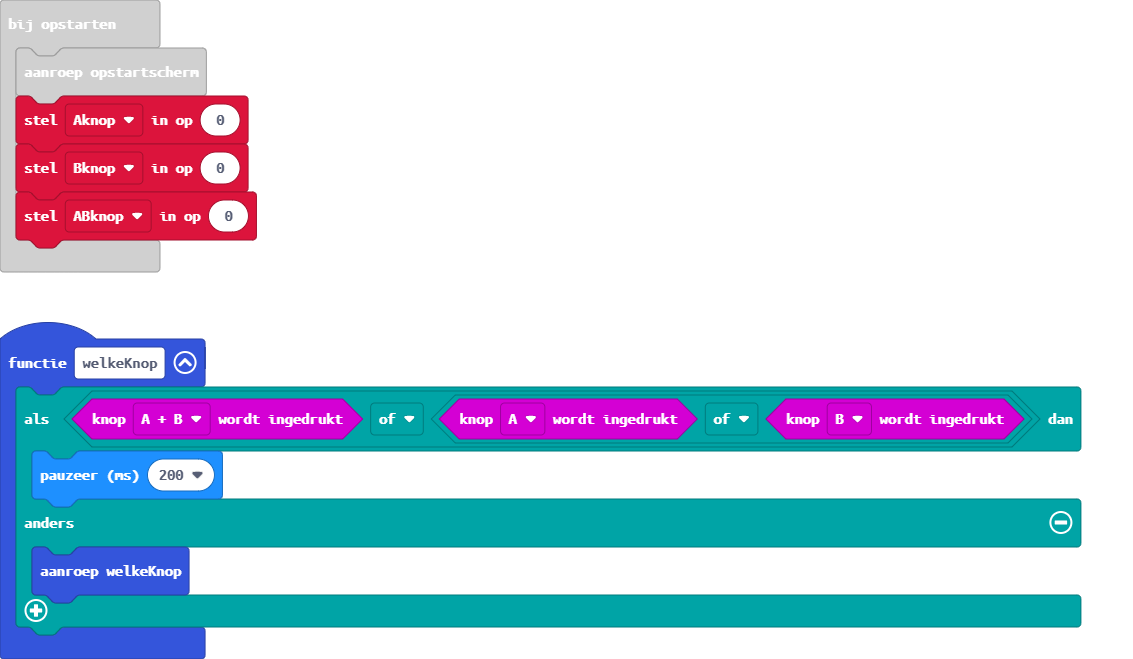 bij opstarten
aanroep opstartscherm
stel Aknop in op 0
stel Bknop in op 0
stel ABknop in op 0
functie welkeKnop
als knop A + B wordt ingedrukt of knop A wordt ingedrukt of knop B wordt ingedrukt dan
pauzeer (ms) 200
anders
aanroep welkeKnop